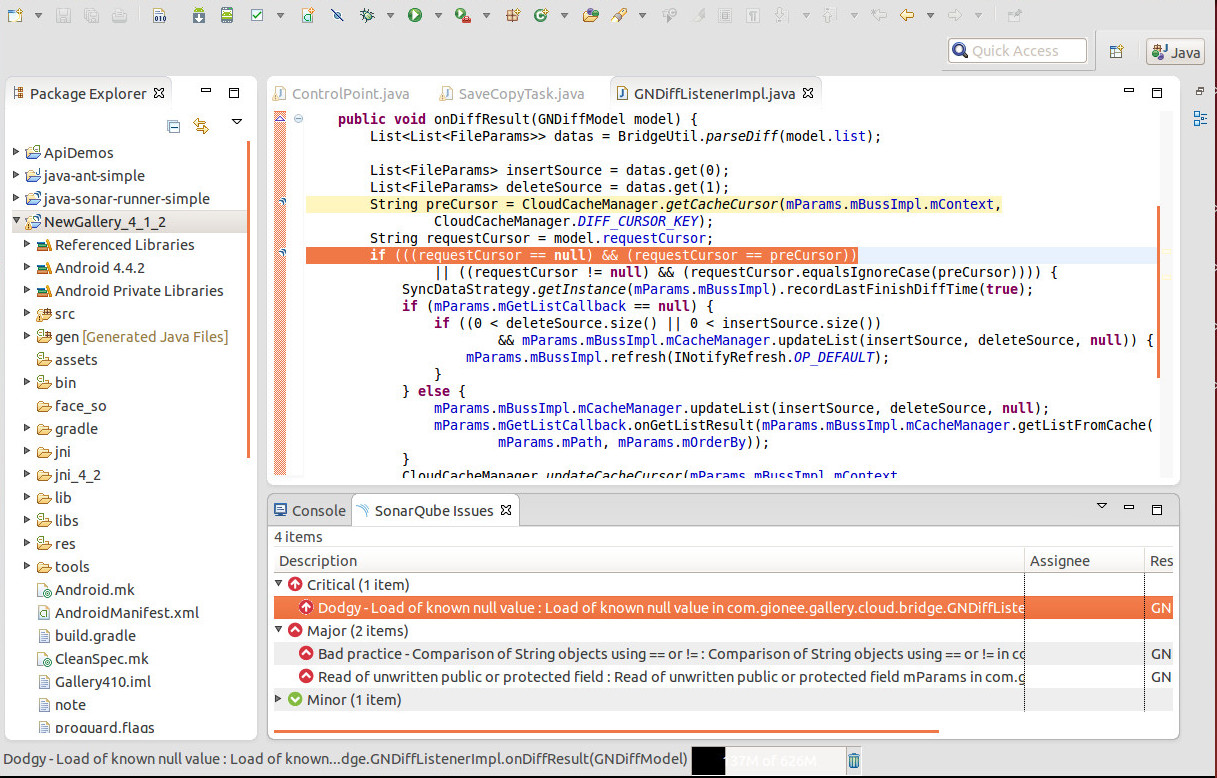 010
Quick Access
Java
Package Explorer
ApiDemos
java-ant-simple
java-sonar-runner-simple
NewGallery_4_1_2
Referenced Libraries
Android 4.4.2
Android Private Libraries
src
gen [Generated Java Files]
assets
bin
face_so
gradle
jni
jni_4_2
lib
libs
res
tools
Android.mk
AndroidManifest.xml
build.gradle
CleanSpec.mk
Gallery410.iml
note
proguard.flags
ControlPoint.java
SaveCopyTask.java
GNDiffListenerImpl.java
public void onDiffResult(GNDiffModel model) {
List<List<FileParams>> datas = BridgeUtil.parseDiff(model.list);
List<FileParams> insertSource = datas.get(0);
List<FileParams> deleteSource = datas.get(1);
String preCursor = CloudCacheManager.getCacheCursor(mParams.mBussImpl.mContext,
CloudCacheManager.DIFF_CURSOR_KEY);
String requestCursor = model.requestCursor;
if (((requestCursor == null) && (requestCursor == preCursor))
|| ((requestCursor != null) && (requestCursor.equalsIgnoreCase(preCursor)))) {
SyncDataStrategy.getInstance(mParams.mBussImpl).recordLastFinishDiffTime(true);
if (mParams.mGetListCallback == null) {
if ((0 < deleteSource.size() || 0 < insertSource.size())
&& mParams.mBussImpl.mCacheManager.updateList(insertSource, deleteSource, null)) {
mParams.mBussImpl.refresh(INotifyRefresh.OP_DEFAULT);
}
} else {
mParams.mBussImpl.mCacheManager.updateList(insertSource, deleteSource, null);
mParams.mGetListCallback.onGetListResult(mParams.mBussImpl.mCacheManager.getListFromCache(
mParams.mPath, mParams.mOrderBy));
}
CloudCacheManager.updateCacheCursor(mParams.mBussImpl.mContext
Console
SonarQube Issues
4 items
Description
Assignee
Res
Critical (1 item)
Dodgy - Load of known null value : Load of known null value in com.gionee.gallery.cloud.bridge.GNDiffListe
GN
Major (2 items)
Bad practice - Comparison of String objects using == or != : Comparison of String objects using == or != in co
GN
Read of unwritten public or protected field : Read of unwritten public or protected field mParams in com.g
GN
Minor (1 item)
Dodgy - Load of known null value : Load of known...dge.GNDiffListenerImpl.onDiffResult(GNDiffModel)
137M of 626M